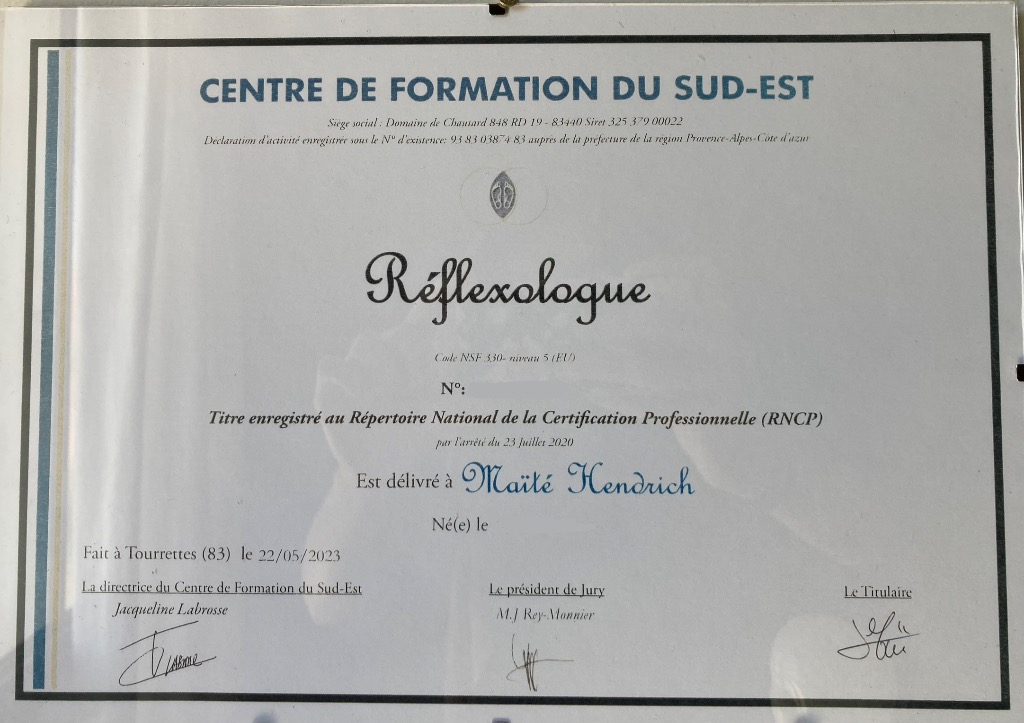 CENTRE DE FORMATION DU SUD-EST
Siège social : Domaine de Chautard 848 RD 19 - 83440 Siret 325 379 00022
Déclaration d'activité enregistrée sous le N° d'existence: 93 83 03874 83 auprès de la préfecture de la région Provence-Alpes-Côte d'azur
Réflexologue
Code NSF 330- niveau 5 (EU)
N°:
Titre enregistré au Répertoire National de la Certification Professionnelle (RNCP)
par l'arrêté du 23 Juillet 2020
Est délivré à Maïté Hendrich
Né(e) le
Fait à Tourrettes (83) le 22/05/2023
La directrice du Centre de Formation du Sud-Est
Jacqueline Labrosse
Le président de Jury
M.J Rey-Monnier
Le Titulaire